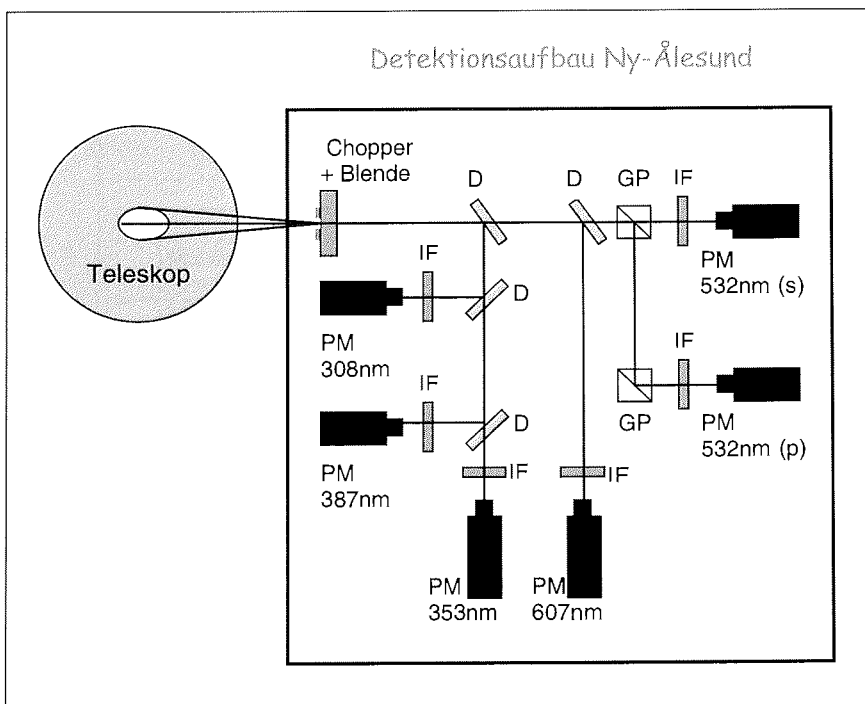 Detektionsaufbau Ny-Ålesund
Chopper
+ Blende
D
D
GP
IF
Teleskop
IF
PM
532nm (s)
D
PM
308nm
IF
IF
D
GP
PM
532nm (p)
PM
387nm
IF
IF
PM
353nm
PM
607nm